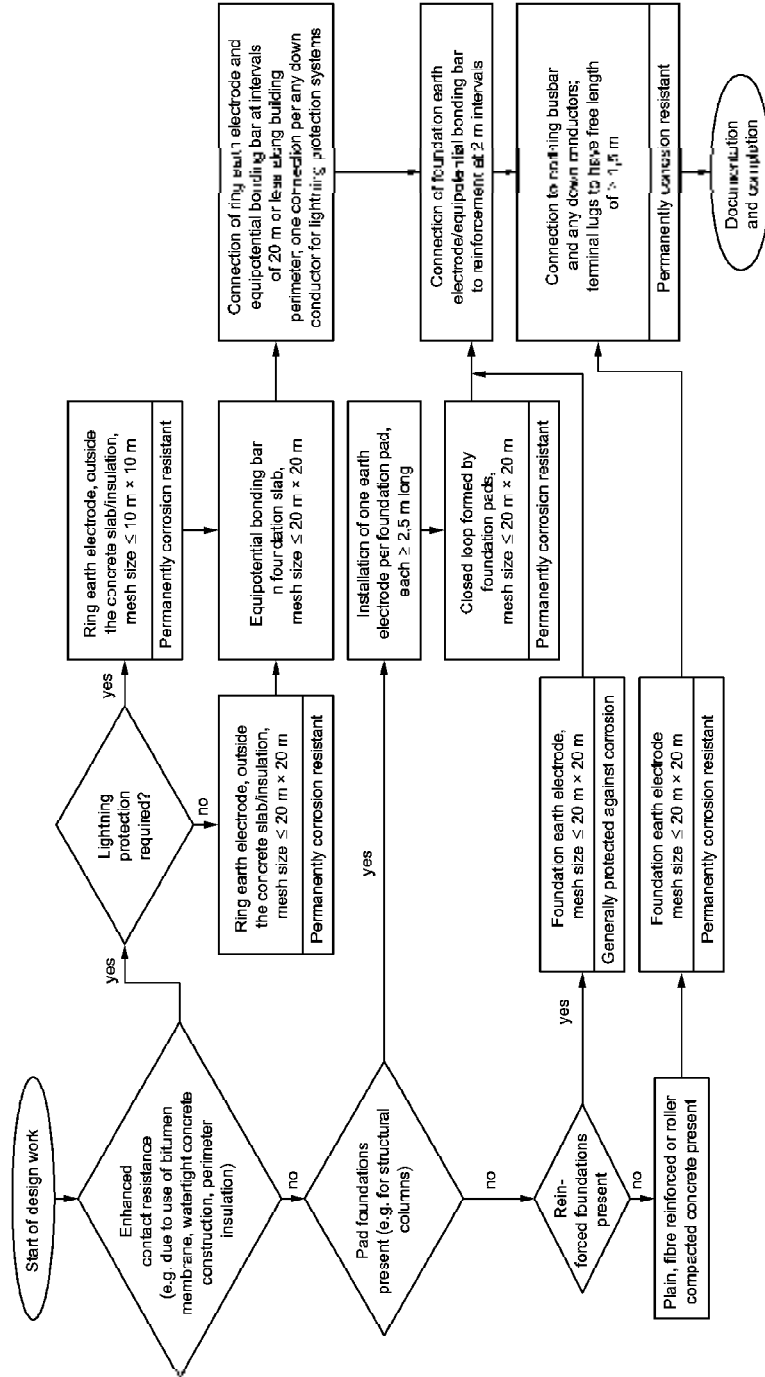 Start of design work
Enhanced
contact resistance
(e.g. due to use of bitumen
membrane, watertight concrete
construction, perimeter
insulation)
yes
no
Lightning
protection
required?
yes
no
Ring earth electrode, outside
the concrete slab/insulation,
mesh size ≤ 10 m × 10 m
Permanently corrosion resistant
Ring earth electrode, outside
the concrete slab/insulation,
mesh size ≤ 20 m × 20 m
Permanently corrosion resistant
Equipotential bonding bar
n foundation slab,
mesh size ≤ 20 m × 20 m
Connection of ring earth electrode and
equipotential bonding bar at intervals
of 20 m or less along building
perimeter, one connection per any down
conductor for lightning protection systems
Pad foundations
present (e.g. for structural
columns)
yes
no
Installation of one earth
electrode per foundation pad,
each ≥ 2,5 m long
Closed loop formed by
foundation pads,
mesh size ≤ 20 m × 20 m
Permanently corrosion resistant
Connection of foundation earth
electrode/equipotential bonding bar
to reinforcement at 2 m intervals
Rein-
forced foundations
present
yes
no
Foundation earth electrode,
mesh size ≤ 20 m × 20 m
Generally protected against corrosion
Plain, fibre reinforced or roller
compacted concrete present
Foundation earth electrode
mesh size ≤ 20 m × 20 m
Permanently corrosion resistant
Connection to busbar
and any down conductors;
terminal lugs to have free length
of 1,5 m
Permanently corrosion resistant
Documentation
and completion